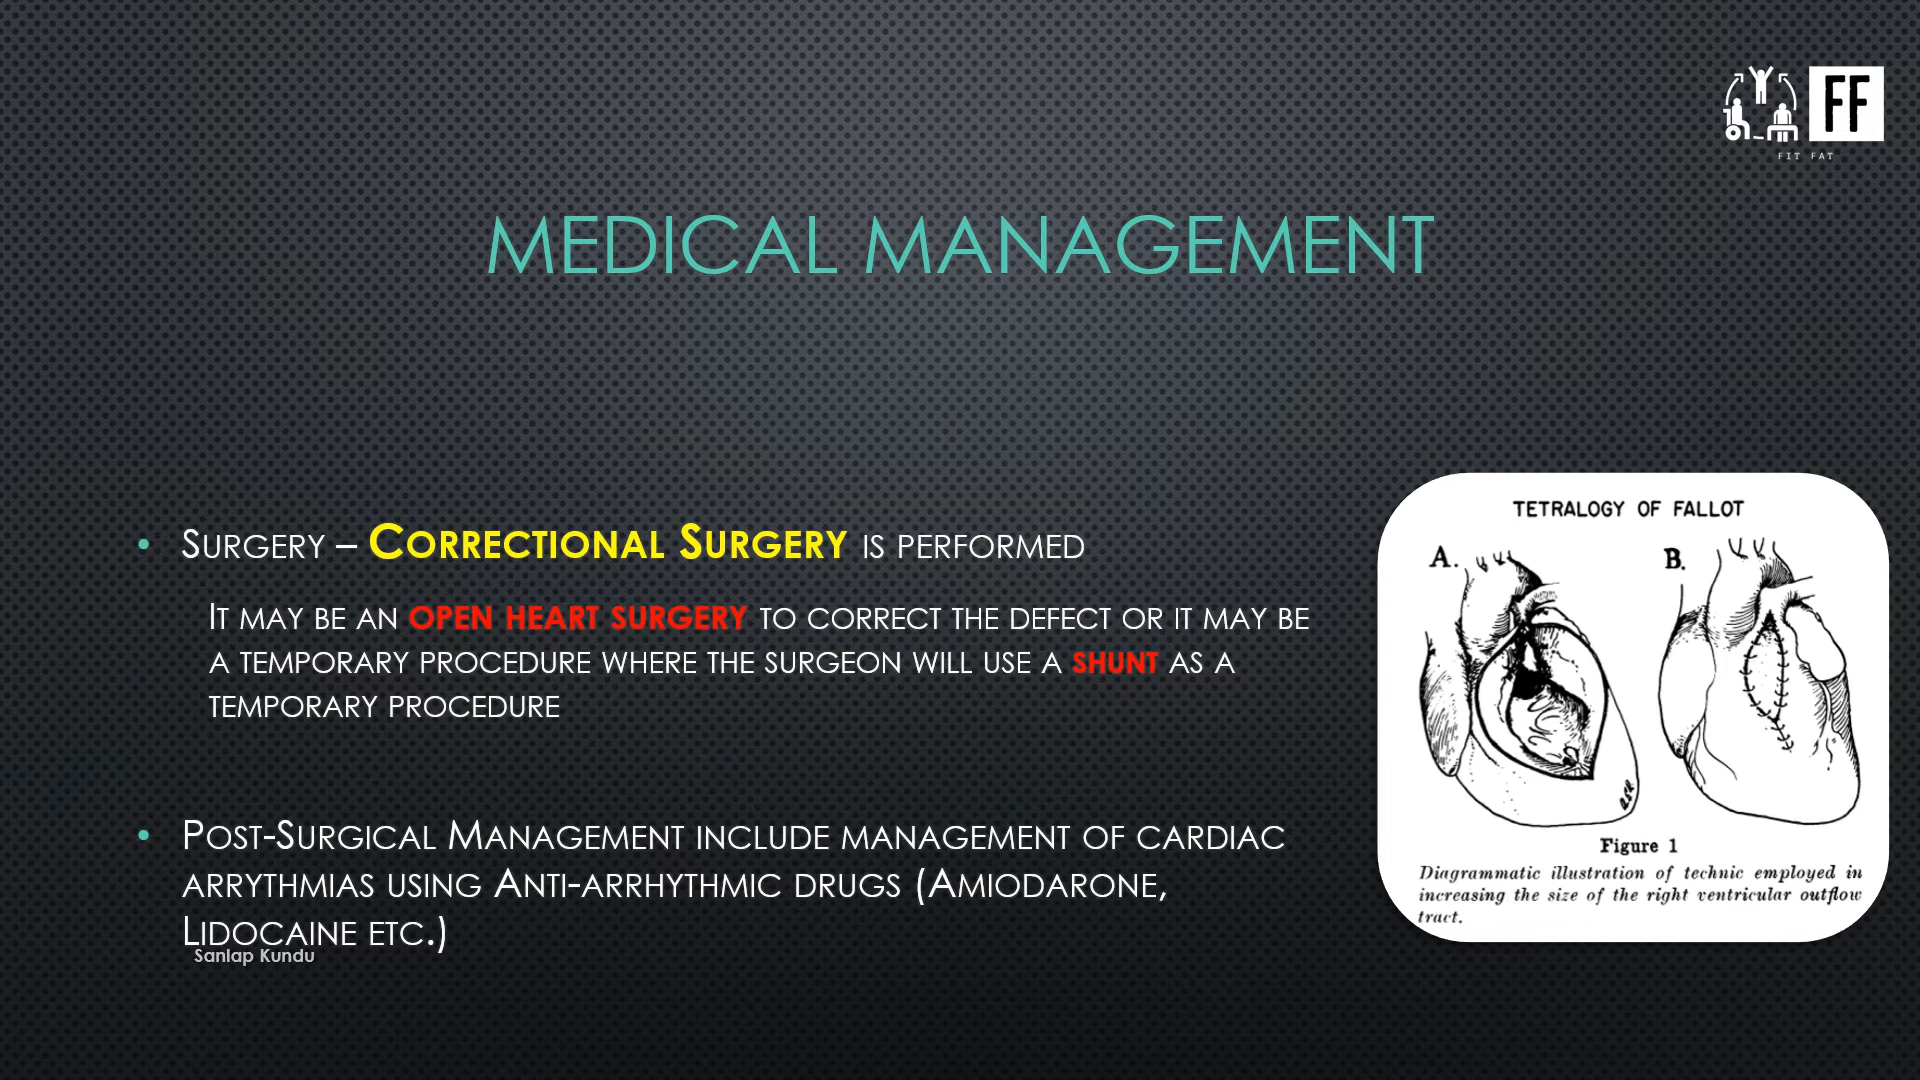 FF
FIT FAT
MEDICAL MANAGEMENT
• Surgery – Correctional Surgery is performed
It may be an open heart surgery to correct the defect or it may be
a temporary procedure where the surgeon will use a shunt as a
temporary procedure
• Post-Surgical Management include management of cardiac
arrythmias using Anti-arrhythmic drugs (Amiodarone,
Lidocaine etc.)
Sanlap Kundu
TETRALOGY OF FALLOT
A.
B.
Figure 1
Diagrammatic illustration of technic employed in
increasing the size of the right ventricular outflow
tract.